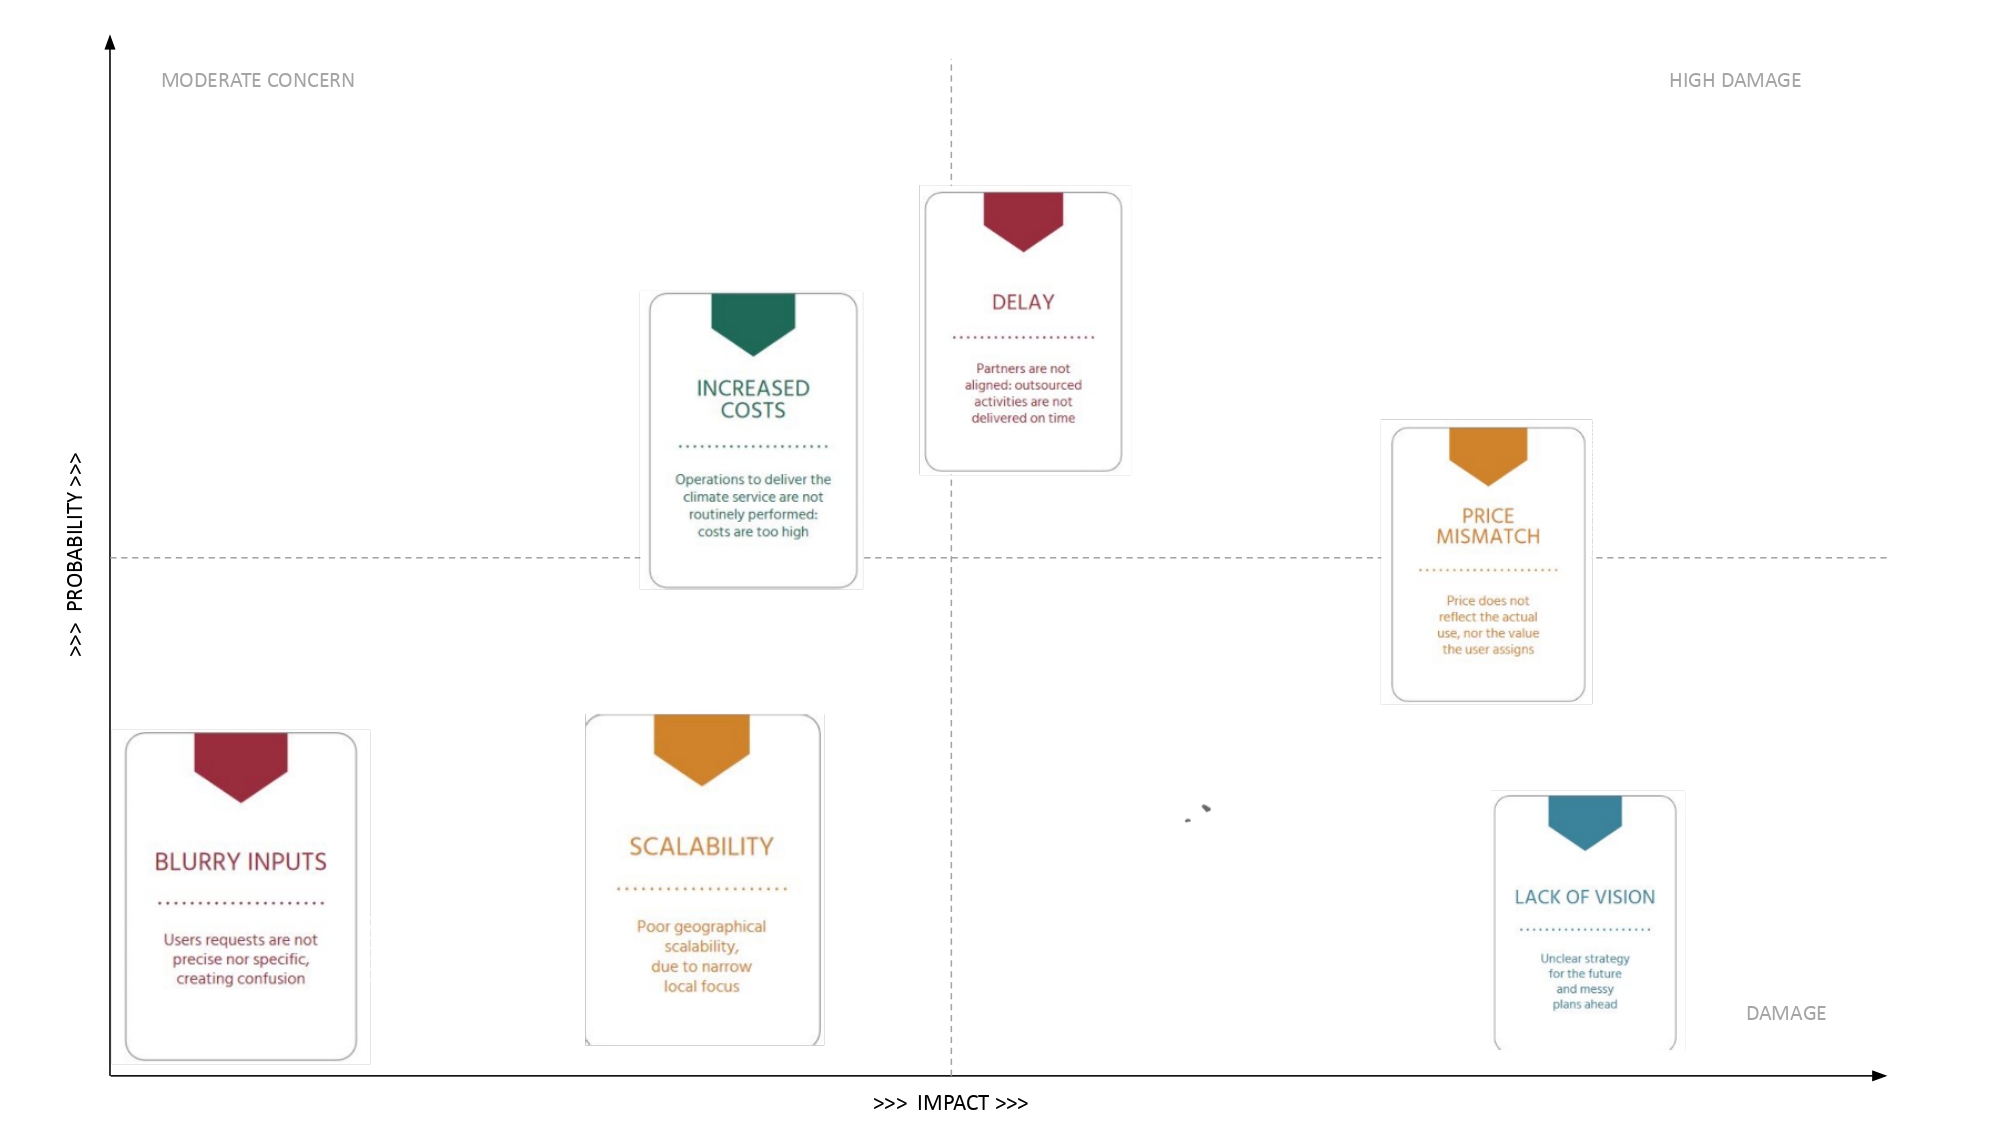 MODERATE CONCERN
HIGH DAMAGE
>>> PROBABILITY >>>
DELAY
Partners are not
aligned: outsourced
activities are not
delivered on time
INCREASED
COSTS
Operations to deliver the
climate service are not
routinely performed:
costs are too high
PRICE
MISMATCH
Price does not
reflect the actual
use, nor the value
the user assigns
BLURRY INPUTS
Users requests are not
precise nor specific,
creating confusion
SCALABILITY
Poor geographical
scalability,
due to narrow
local focus
LACK OF VISION
Unclear strategy
for the future
and messy
plans ahead
DAMAGE
>>> IMPACT >>>